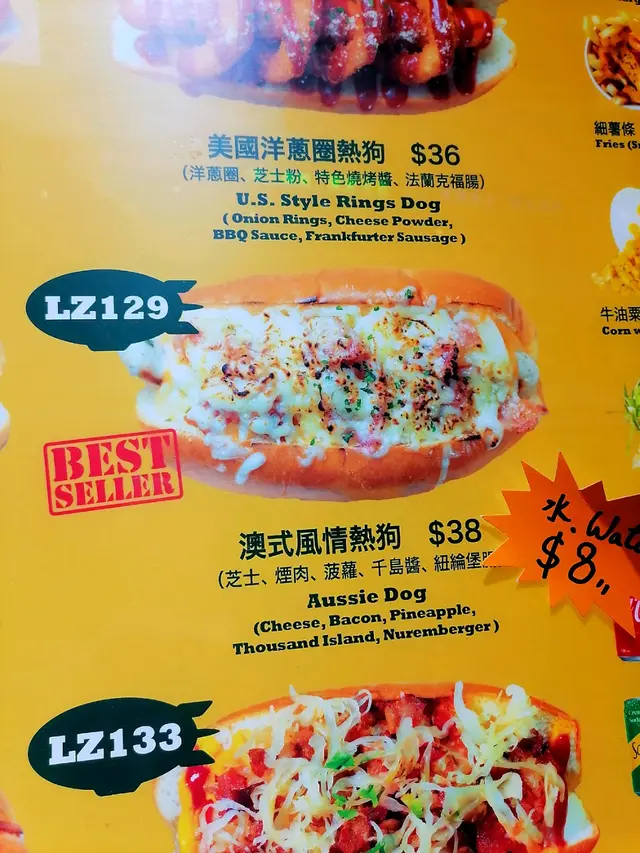 美國洋蔥圈熱狗 $36
(洋蔥圈、芝士粉、特色燒烤醬、法蘭克福腸)
U.S. Style Rings Dog
( Onion Rings, Cheese Powder,
BBQ Sauce, Frankfurter Sausage )
細薯條
Fries
LZ129
牛油粟
Corn
BEST
SELLER
澳式風情熱狗 $38
(芝士、煙肉、菠蘿、千島醬、紐綸堡
Aussie Dog
(Cheese, Bacon, Pineapple,
Thousand Island, Nuremberger )
水.
$8
LZ133